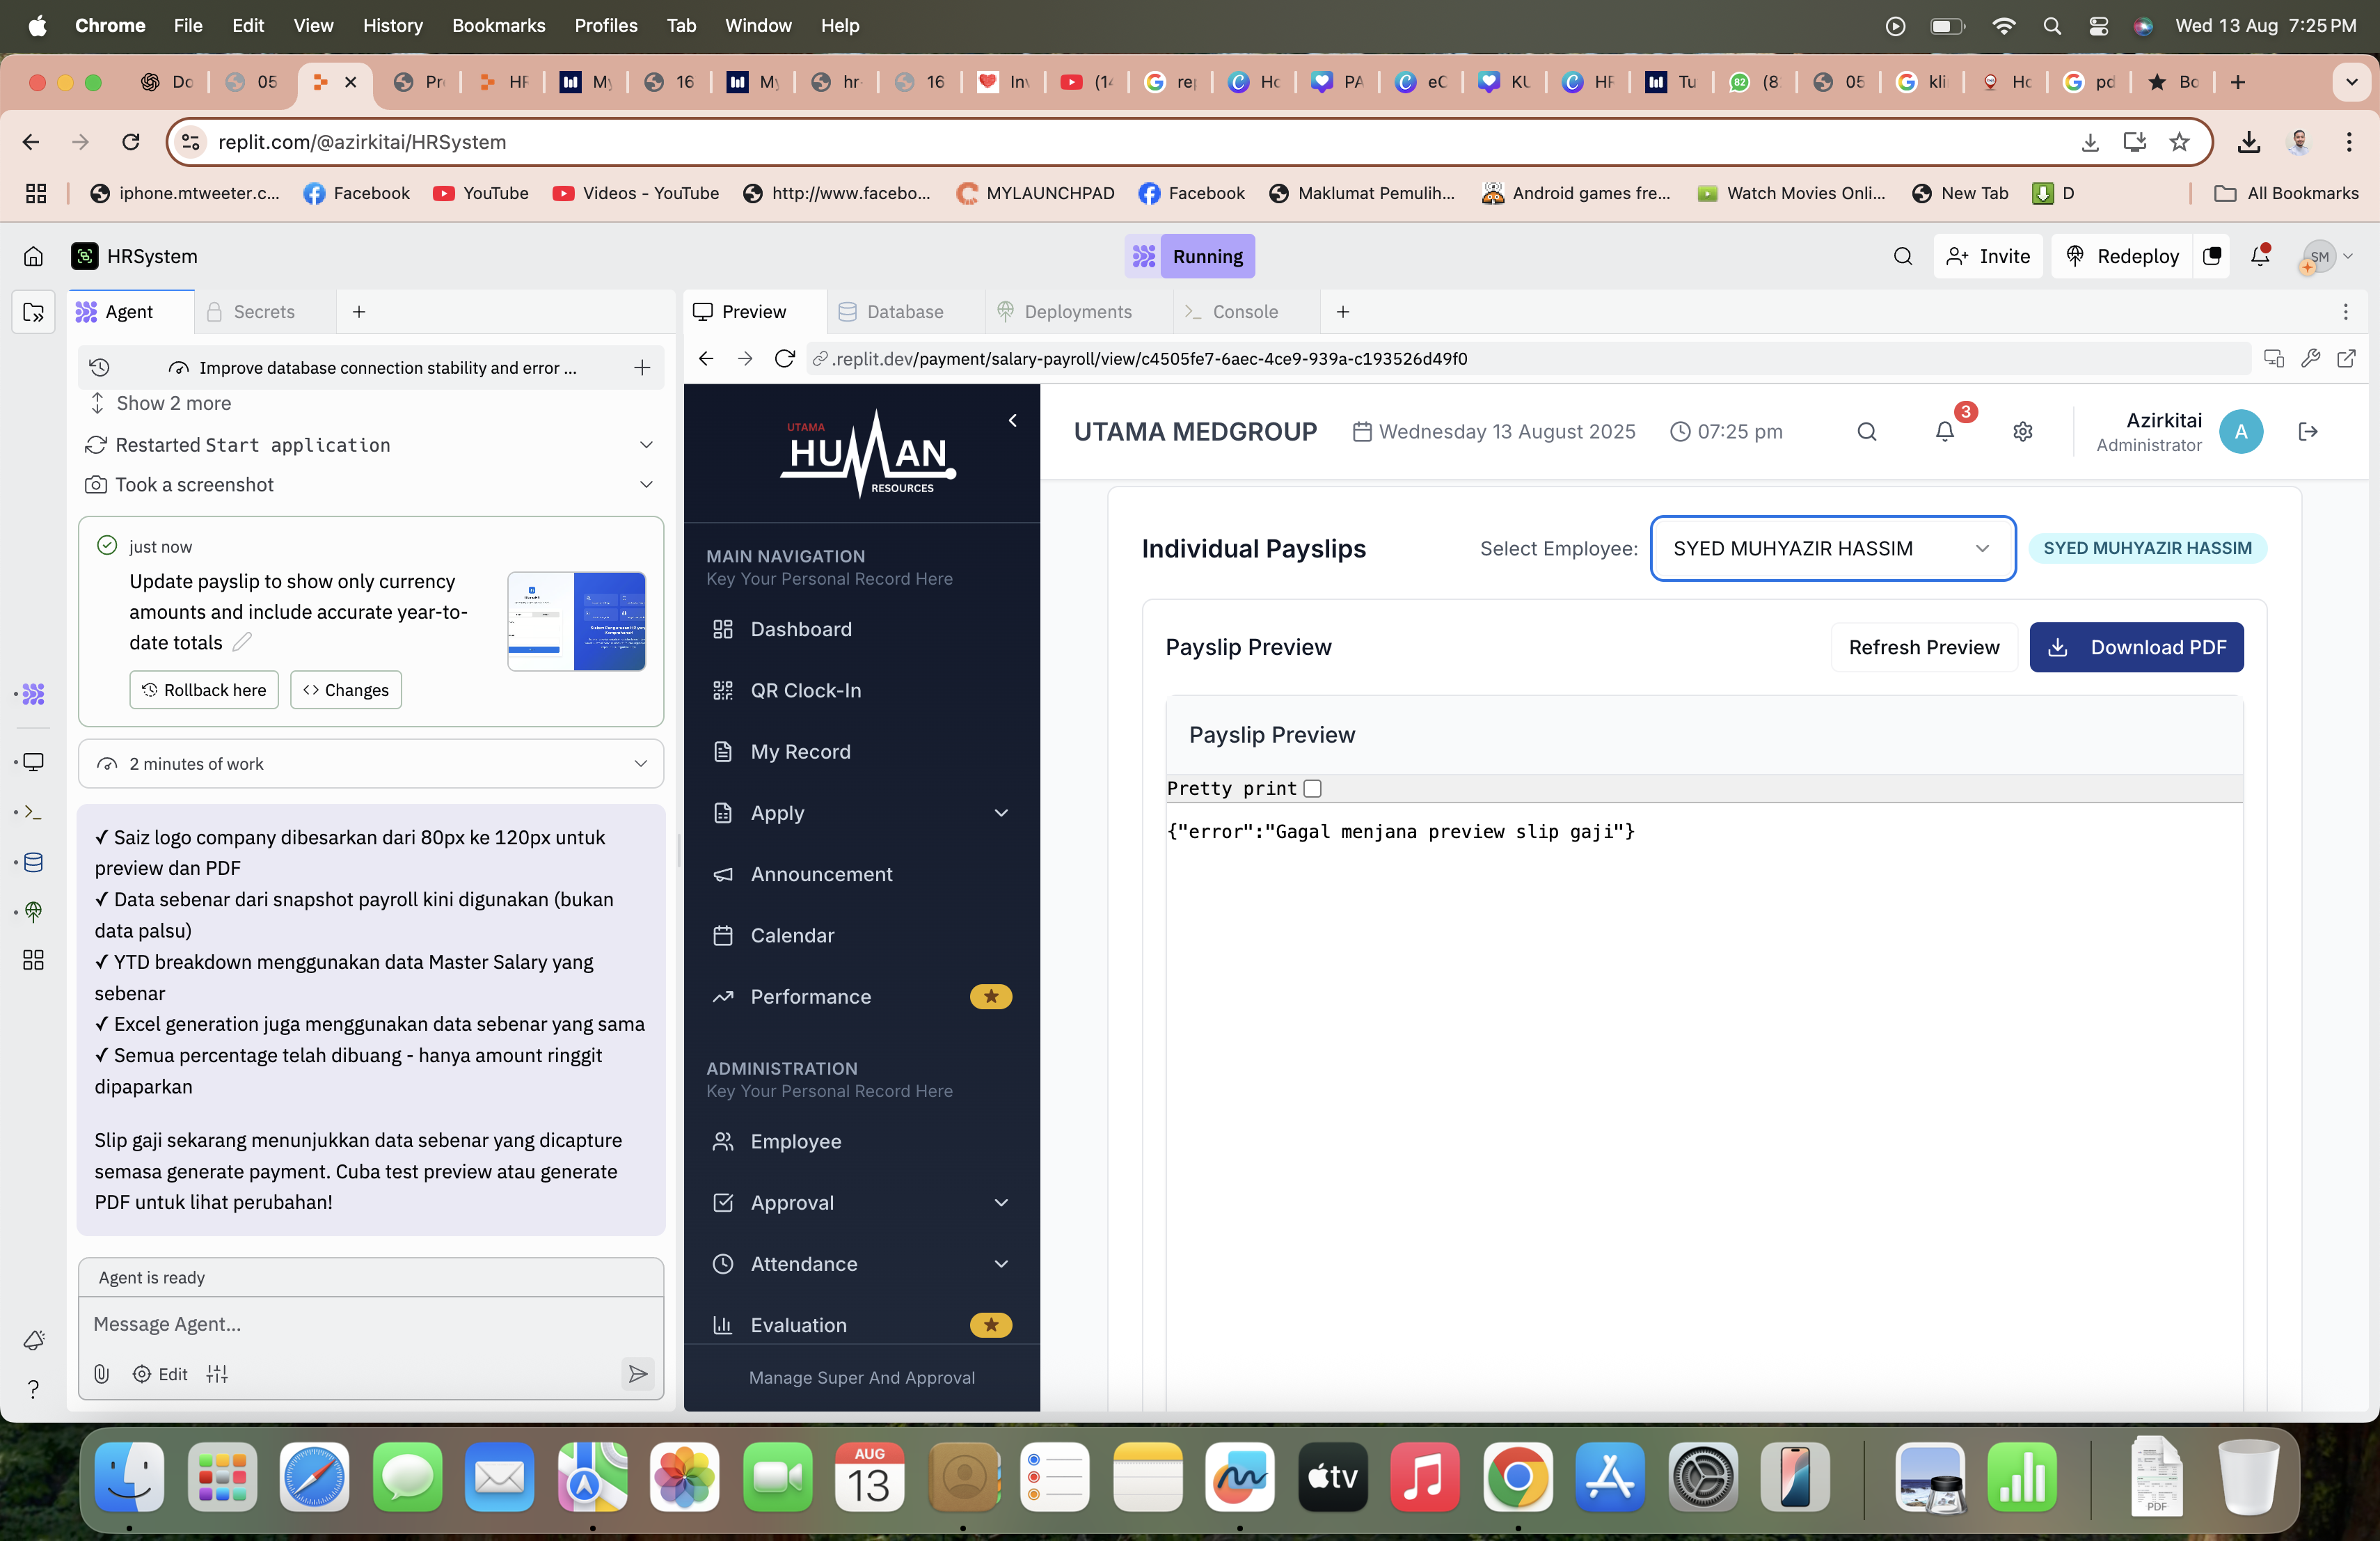 Chrome File Edit View History Bookmarks Profiles Tab Window Help
Wed 13 Aug 7:25 PM
Do 05 Pr HF My 16 My hr- 16 Inv (14 rep Ho PA eC KU HF Tu (8 05 kli Ho pd Bo
replit.com/@azirkitai/HRSystem
iphone.mtweeter.c... Facebook YouTube Videos - YouTube http://www.facebo... MYLAUNCHPAD Facebook Maklumat Pemulih... Android games fre... Watch Movies Onli... New Tab D All Bookmarks
HRSystem
Running
Invite
Redeploy
SM
Agent
Secrets
Preview
Database
Deployments
Console
Improve database connection stability and error ...
Show 2 more
Restarted Start application
Took a screenshot
just now
Update payslip to show only currency
amounts and include accurate year-to-
date totals
Rollback here
Changes
2 minutes of work
✓ Saiz logo company dibesarkan dari 80px ke 120px untuk
preview dan PDF
✓ Data sebenar dari snapshot payroll kini digunakan (bukan
data palsu)
✓ YTD breakdown menggunakan data Master Salary yang
sebenar
✓ Excel generation juga menggunakan data sebenar yang sama
✓ Semua percentage telah dibuang - hanya amount ringgit
dipaparkan
Slip gaji sekarang menunjukkan data sebenar yang dicapture
semasa generate payment. Cuba test preview atau generate
PDF untuk lihat perubahan!
Agent is ready
Message Agent...
Edit
.replit.dev/payment/salary-payroll/view/c4505fe7-6aec-4ce9-939a-c193526d49f0
UTAMA
HUMAN
RESOURCES
MAIN NAVIGATION
Key Your Personal Record Here
Dashboard
QR Clock-In
My Record
Apply
Announcement
Calendar
Performance
ADMINISTRATION
Key Your Personal Record Here
Employee
Approval
Attendance
Evaluation
Manage Super And Approval
UTAMA MEDGROUP
Wednesday 13 August 2025
07:25 pm
3
Azirkitai
Administrator
A
Individual Payslips
Select Employee:
SYED MUHYAZIR HASSIM
SYED MUHYAZIR HASSIM
Payslip Preview
Refresh Preview
Download PDF
Payslip Preview
Pretty print
{"error":"Gagal menjana preview slip gaji"}
AUG
13
tv
PDF